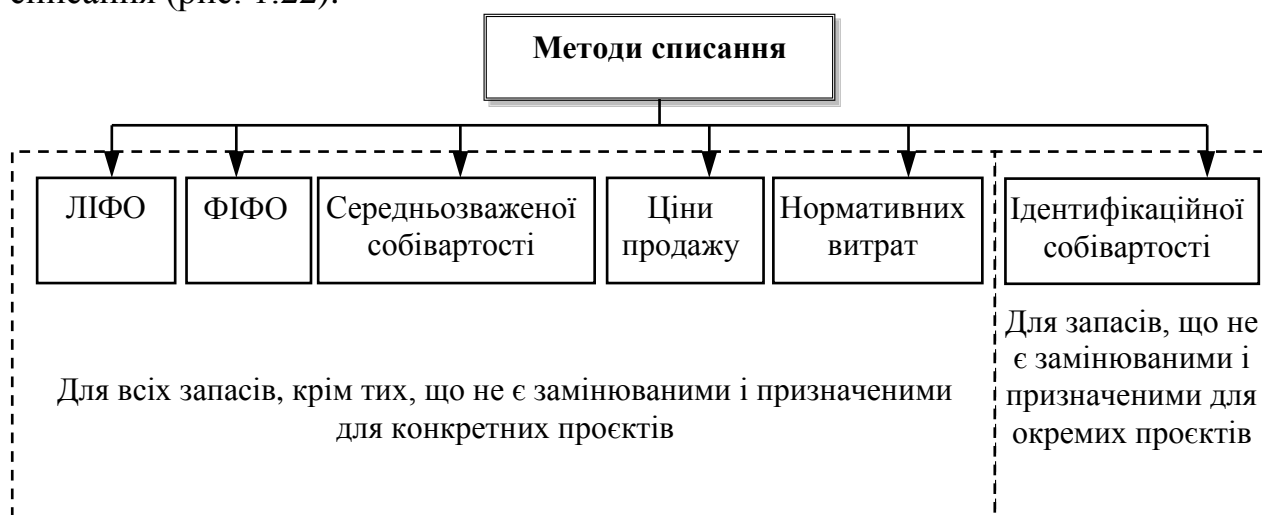 списання (рис. 1.22).
Методи списання
ЛІФО
ФІФО
Середньозваженої
собівартості
Ціни
продажу
Нормативних
витрат
Ідентифікаційної
собівартості
Для всіх запасів, крім тих, що не є замінюваними і призначеними
для конкретних проєктів
Для запасів, що не
є замінюваними і
призначеними для
окремих проєктів